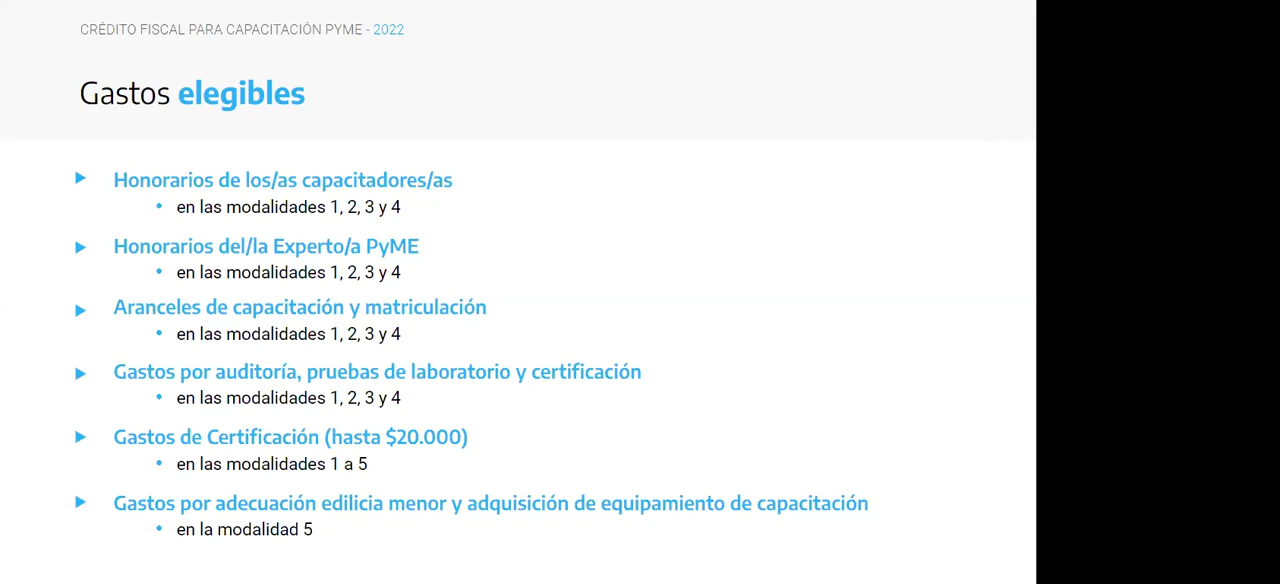 CRÉDITO FISCAL PARA CAPACITACIÓN PYME - 2022
Gastos elegibles
Honorarios de los/as capacitadores/as
en las modalidades 1, 2, 3 y 4
Honorarios del/la Experto/a PyME
en las modalidades 1, 2, 3 y 4
Aranceles de capacitación y matriculación
en las modalidades 1, 2, 3 y 4
Gastos por auditoría, pruebas de laboratorio y certificación
en las modalidades 1, 2, 3 y 4
Gastos de Certificación (hasta $20.000)
en las modalidades 1 a 5
Gastos por adecuación edilicia menor y adquisición de equipamiento de capacitación
en la modalidad 5